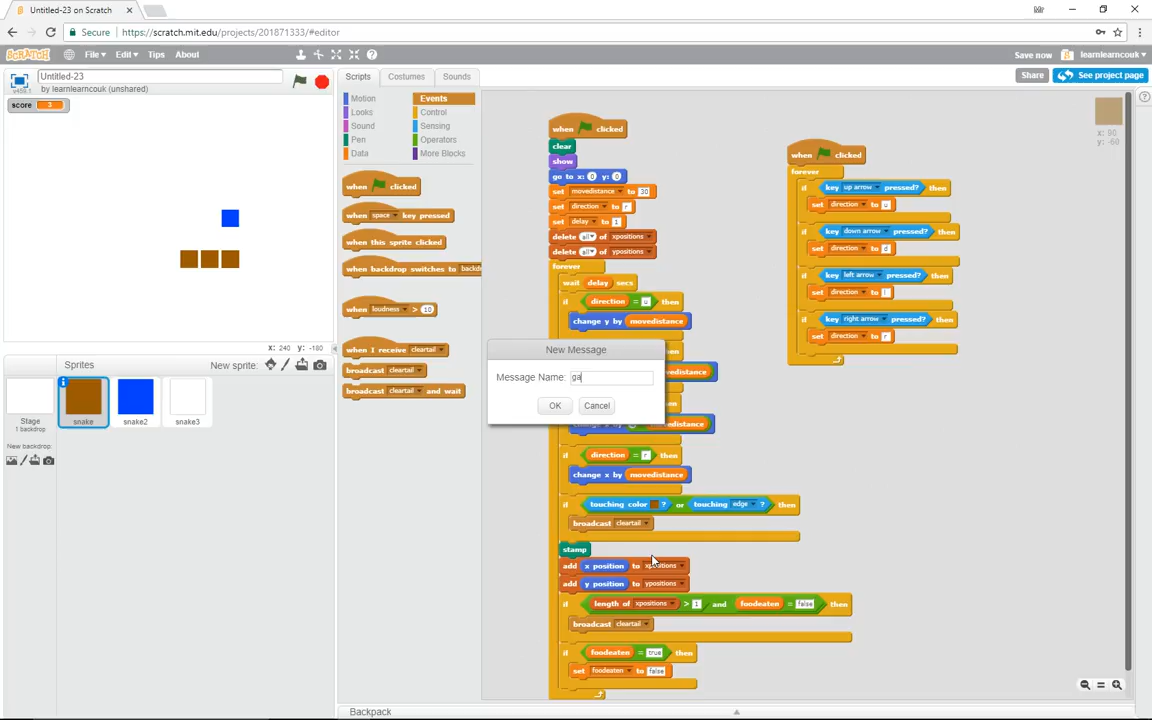 Untitled-23 on Scratch
Secure https://scratch.mit.edu/projects/201871333/#editor
SCRATCH File Edit Tips About Save now learnlearncouk
Untitled-23
by learnlearncouk (unshared)
Share See project page
score 3
X: 240 y: -180
Sprites New sprite:
Stage
1 backdrop
New backdrop:
snake snake2 snake3
Scripts Costumes Sounds
Motion Events
Looks Control
Sound Sensing
Pen Operators
Data More Blocks
when clicked
when space key pressed
when this sprite clicked
when backdrop switches to
when loudness > 10
when I receive cleartail
broadcast cleartail
broadcast cleartail and wait
when clicked
clear
show
go to x: 0 y: 0
set movedistance to 30
set direction to r
set delay to 1
delete all of xpositions
delete all of ypositions
forever
wait delay secs
if direction = u then
change y by movedistance
New Message
Message Name: ga
OK Cancel
if direction = r then
change x by movedistance
if touching color ? or touching edge ? then
broadcast cleartail
stamp
add x position to xpositions
add y position to ypositions
if length of xpositions > 1 and foodeaten = false then
broadcast cleartail
if foodeaten = true then
set foodeaten to false
when clicked
forever
if key up arrow pressed? then
set direction to u
if key down arrow pressed? then
set direction to d
if key left arrow pressed? then
set direction to l
if key right arrow pressed? then
set direction to r
x: 90
y: -60
Backpack